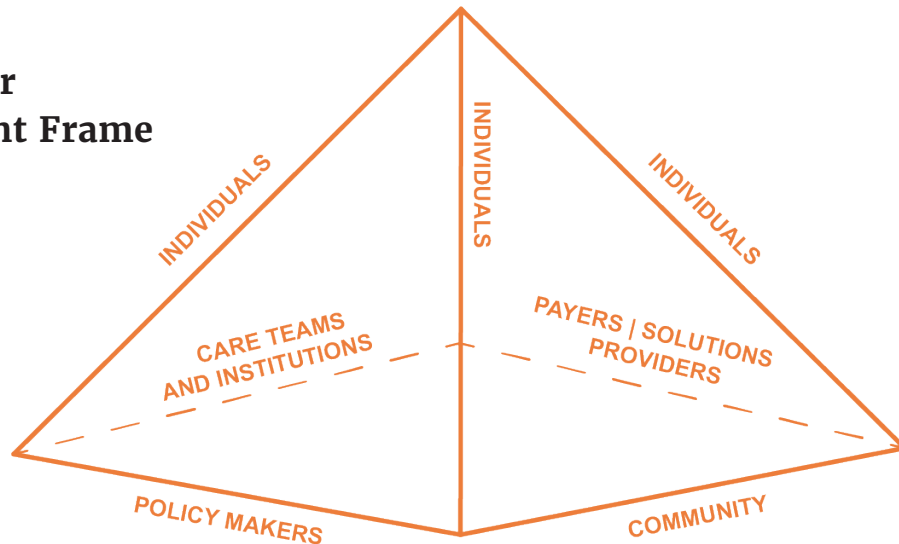 r
nt Frame
INDIVIDUALS
INDIVIDUALS
INDIVIDUALS
CARE TEAMS
AND INSTITUTIONS
PAYERS | SOLUTIONS
PROVIDERS
POLICY MAKERS
COMMUNITY